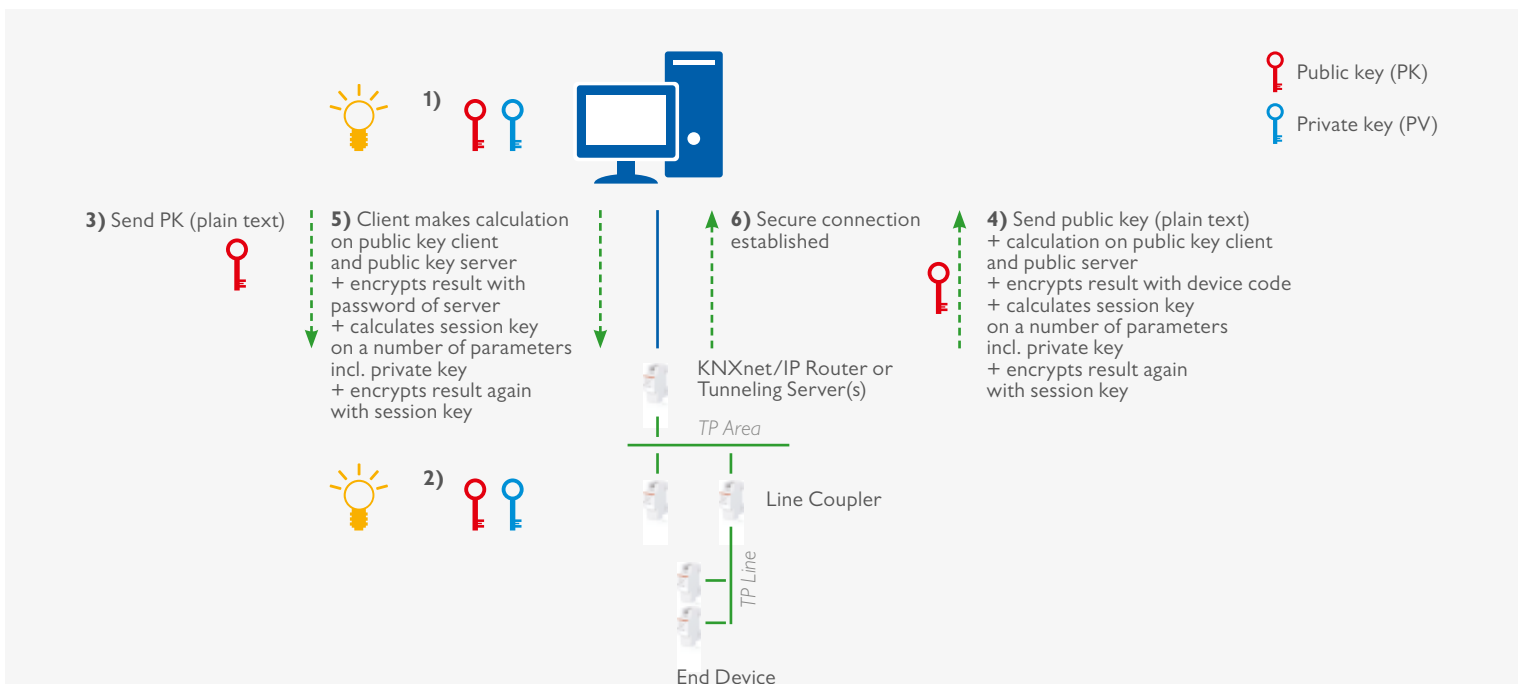 Public key (PK)
Private key (PV)
1)
3) Send PK (plain text)
5) Client makes calculation
on public key client
and public key server
+ encrypts result with
password of server
+ calculates session key
on a number of parameters
incl. private key
+ encrypts result again
with session key
6) Secure connection
established
4) Send public key (plain text)
+ calculation on public key client
and public server
+ encrypts result with device code
+ calculates session key
on a number of parameters
incl. private key
+ encrypts result again
with session key
KNXnet/IP Router or
Tunneling Server(s)
TP Area
2)
Line Coupler
TP Line
End Device